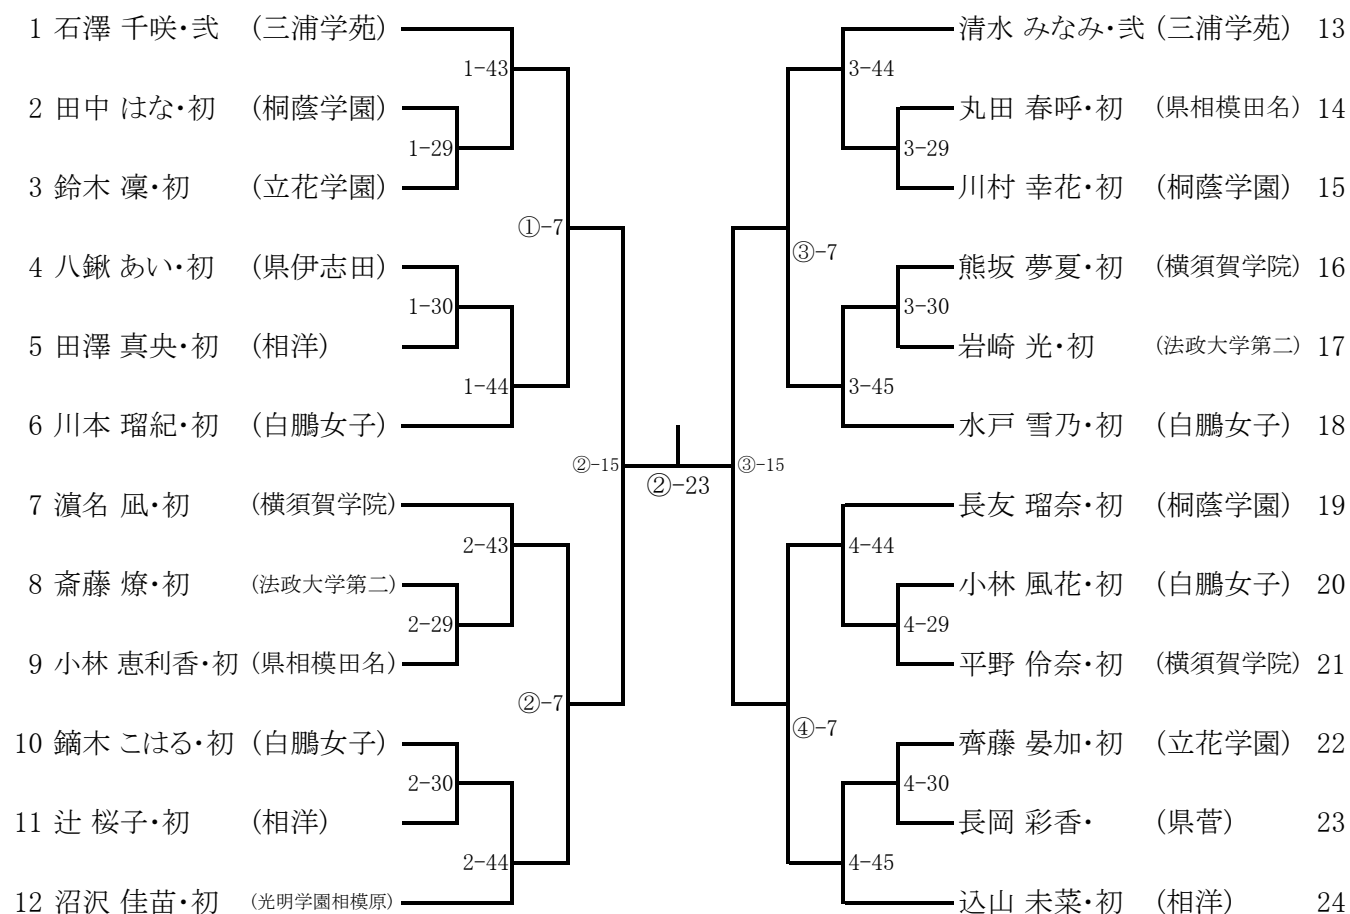 1 石澤 千咲・弐 (三浦学苑)
1-43
2 田中 はな・初 (桐蔭学園)
1-29
3 鈴木 凜・初 (立花学園)
①-7
4 八鍬 あい・初 (県伊志田)
1-30
5 田澤 真央・初 (相洋)
1-44
6 川本 瑠紀・初 (白鵬女子)
②-15
7 濵名 凪・初 (横須賀学院)
2-43
8 斎藤 燎・初 (法政大学第二)
2-29
9 小林 恵利香・初 (県相模田名)
②-7
10 鏑木 こはる・初 (白鵬女子)
2-30
11 辻 桜子・初 (相洋)
2-44
12 沼沢 佳苗・初 (光明学園相模原)
②-23
清水 みなみ・弐 (三浦学苑) 13
3-44
丸田 春呼・初 (県相模田名) 14
3-29
川村 幸花・初 (桐蔭学園) 15
③-7
熊坂 夢夏・初 (横須賀学院) 16
3-30
岩崎 光・初 (法政大学第二) 17
3-45
水戸 雪乃・初 (白鵬女子) 18
③-15
長友 瑠奈・初 (桐蔭学園) 19
4-44
小林 風花・初 (白鵬女子) 20
4-29
平野 伶奈・初 (横須賀学院) 21
④-7
齊藤 晏加・初 (立花学園) 22
4-30
長岡 彩香・ (県菅) 23
4-45
込山 未菜・初 (相洋) 24